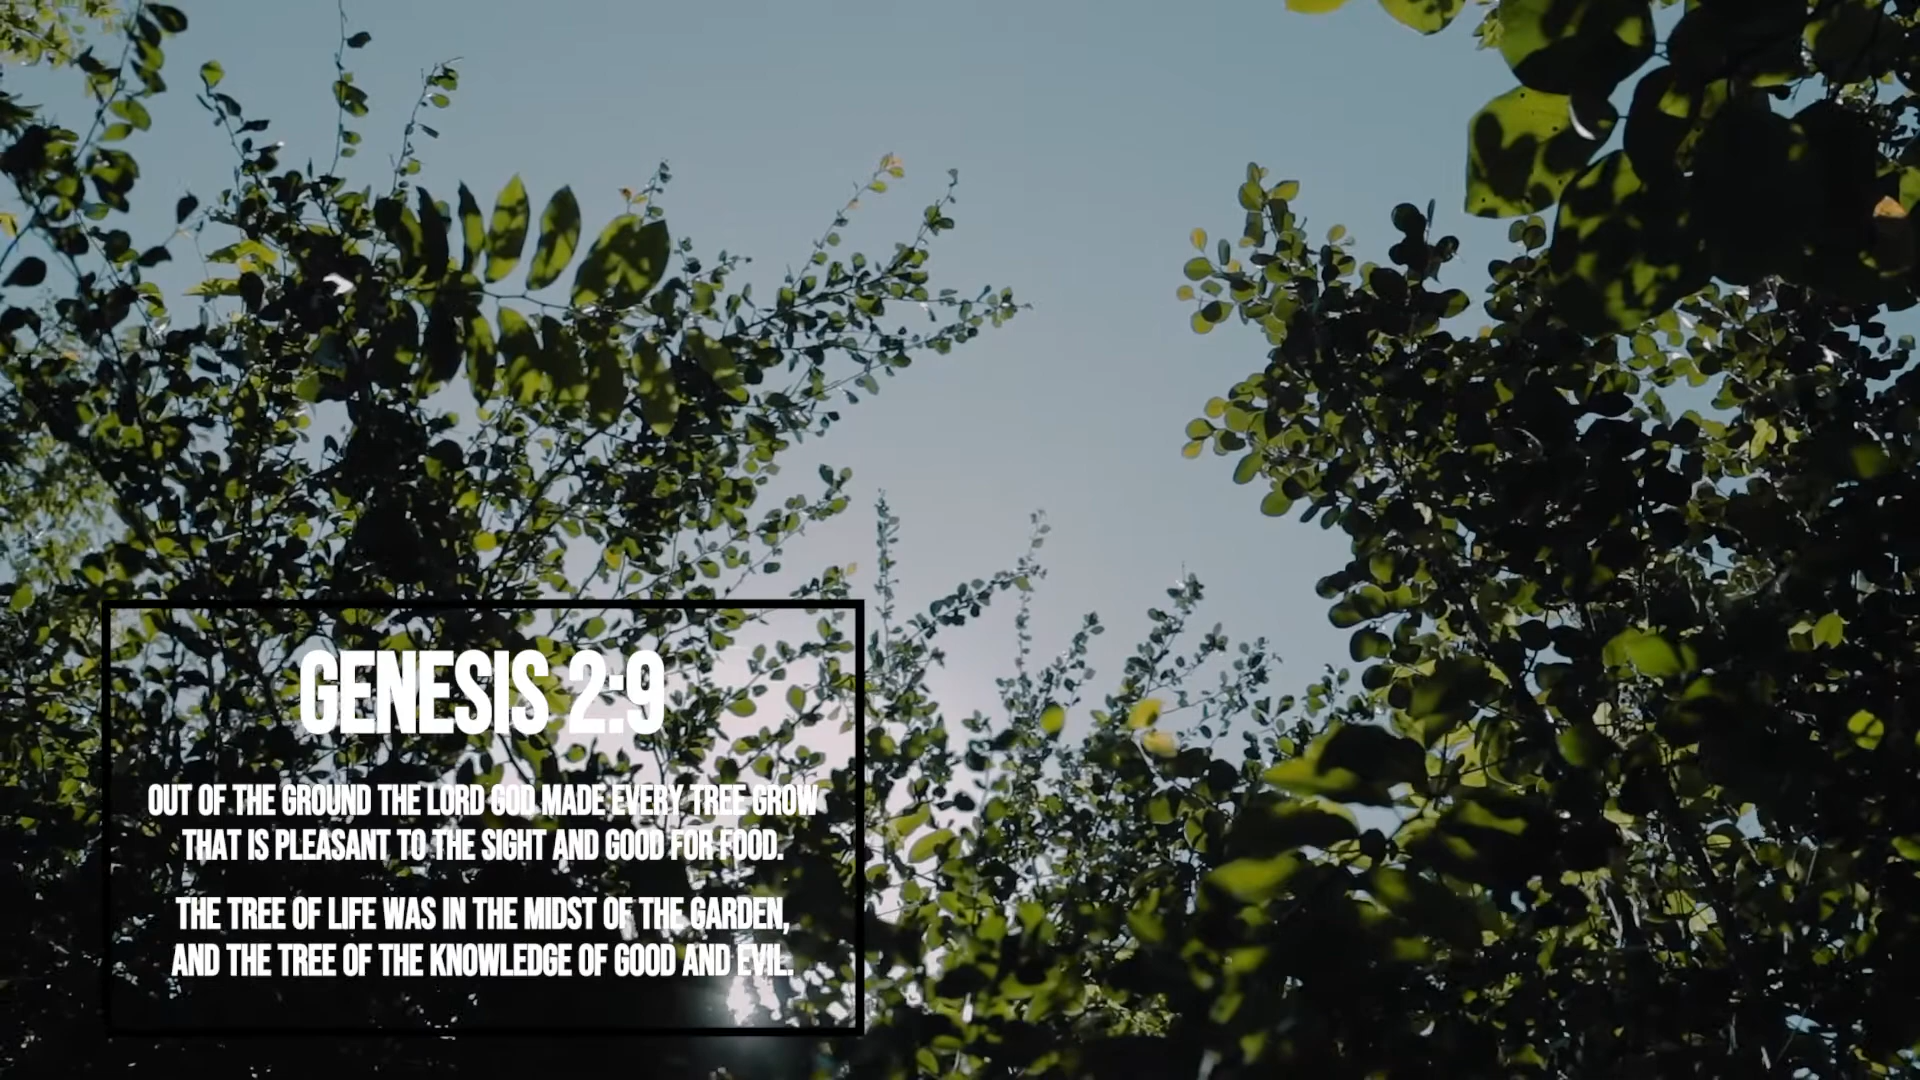 GENESIS 2:9
OUT OF THE GROUND THE LORD GOD MADE EVERY TREE GROW
THAT IS PLEASANT TO THE SIGHT AND GOOD FOR FOOD.
THE TREE OF LIFE WAS IN THE MIDST OF THE GARDEN,
AND THE TREE OF THE KNOWLEDGE OF GOOD AND EVIL.